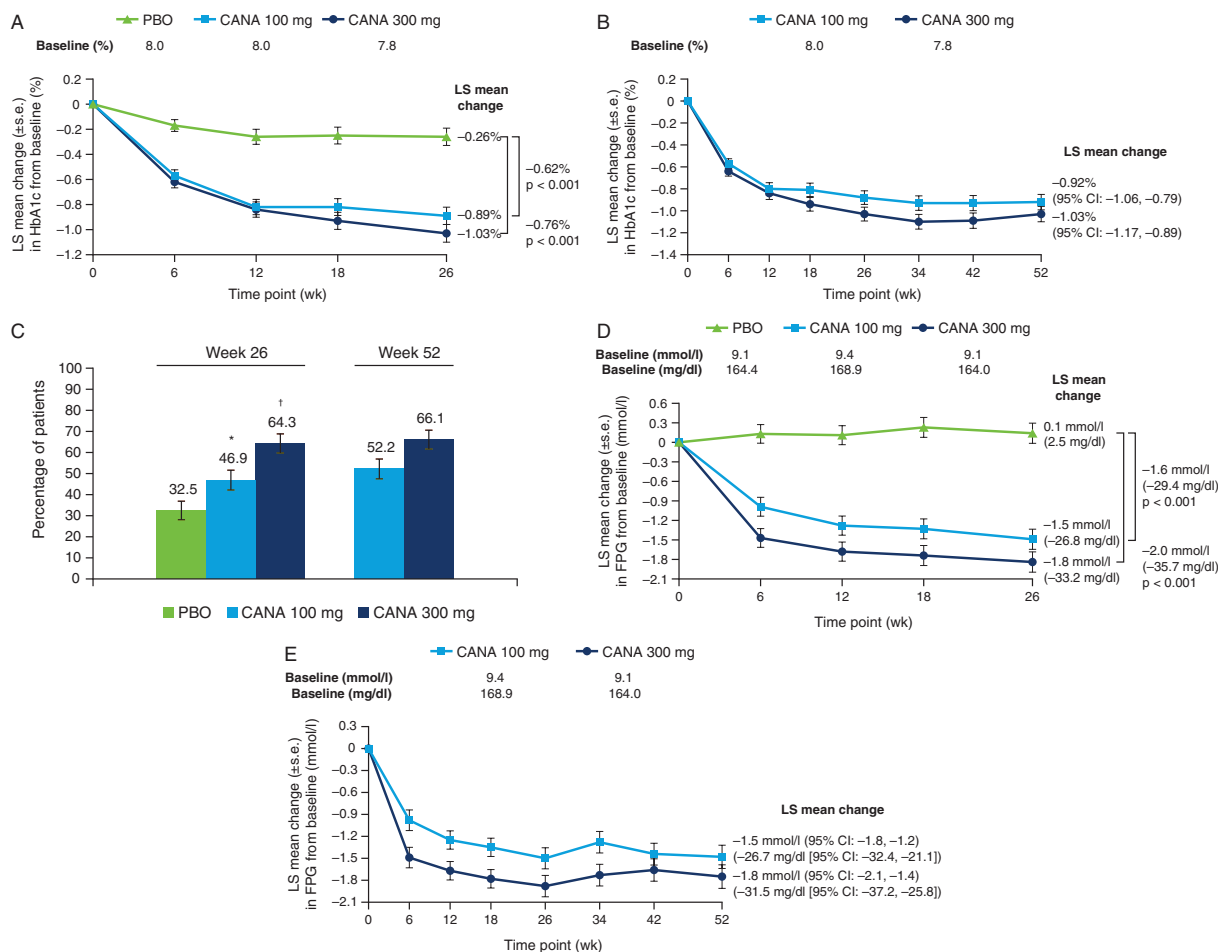 A
PBO CANA 100 mg CANA 300 mg
Baseline (%) 8.0 8.0 7.8
LS mean change (±s.e.)
in HbA1c from baseline (%)
0.2
0
−0.2
−0.4
−0.6
−0.8
−1.0
−1.2
0 6 12 18 26
Time point (wk)
LS mean
change
−0.26%
−0.89%
−1.03%
−0.62%
p < 0.001
−0.76%
p < 0.001
B
CANA 100 mg CANA 300 mg
Baseline (%) 8.0 7.8
LS mean change (±s.e.)
in HbA1c from baseline (%)
0.2
0
−0.2
−0.4
−0.6
−0.8
−1.0
−1.2
−1.4
0 6 12 18 26 34 42 52
Time point (wk)
LS mean change
−0.92%
(95% CI: −1.06, −0.79)
−1.03%
(95% CI: −1.17, −0.89)
C
Week 26 Week 52
Percentage of patients
100
90
80
70
60
50
40
30
20
10
0
32.5
*
46.9
†
64.3
52.2
66.1
PBO CANA 100 mg CANA 300 mg
D
PBO CANA 100 mg CANA 300 mg
Baseline (mmol/l) 9.1 9.4 9.1
Baseline (mg/dl) 164.4 168.9 164.0
LS mean change (±s.e.)
in FPG from baseline (mmol/l)
0.6
0.3
0
−0.3
−0.6
−0.9
−1.2
−1.5
−1.8
−2.1
0 6 12 18 26
Time point (wk)
LS mean
change
0.1 mmol/l
(2.5 mg/dl)
−1.5 mmol/l
(−26.8 mg/dl)
−1.8 mmol/l
(−33.2 mg/dl)
−1.6 mmol/l
(−29.4 mg/dl)
p < 0.001
−2.0 mmol/l
(−35.7 mg/dl)
p < 0.001
E
CANA 100 mg CANA 300 mg
Baseline (mmol/l) 9.4 9.1
Baseline (mg/dl) 168.9 164.0
LS mean change (±s.e.)
in FPG from baseline (mmol/l)
0.3
0
−0.3
−0.6
−0.9
−1.2
−1.5
−1.8
−2.1
0 6 12 18 26 34 42 52
Time point (wk)
LS mean change
−1.5 mmol/l (95% CI: −1.8, −1.2)
(−26.7 mg/dl [95% CI: −32.4, −21.1])
−1.8 mmol/l (95% CI: −2.1, −1.4)
(−31.5 mg/dl [95% CI: −37.2, −25.8])